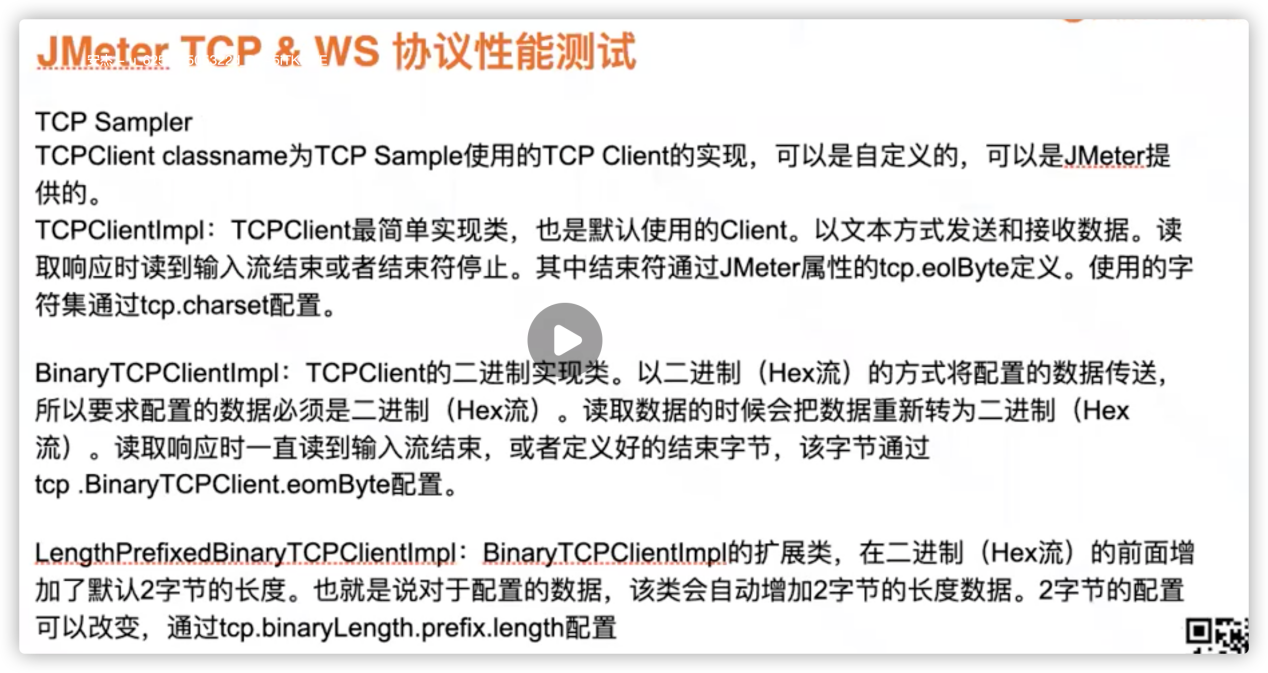 JMeter TCP & WS 协议性能测试
TCP Sampler
TCPClient classname为TCP Sample使用的TCP Client的实现，可以是自定义的，可以是JMeter提
供的。
TCPClientImpl：TCPClient最简单实现类，也是默认使用的Client。以文本方式发送和接收数据。读
取响应时读到输入流结束或者结束符停止。其中结束符通过JMeter属性的tcp.eolByte定义。使用的字
符集通过tcp.charset配置。
BinaryTCPClientImpl：TCPClient的二进制实现类。以二进制（Hex流）的方式将配置的数据传送，
所以要求配置的数据必须是二进制（Hex流）。读取数据的时候会把数据重新转为二进制（Hex
流）。读取响应时一直读到输入流结束，或者定义好的结束字节，该字节通过
tcp .BinaryTCPClient.eomByte配置。
LengthPrefixedBinaryTCPClientImpl：BinaryTCPClientImpl的扩展类，在二进制（Hex流）的前面增
加了默认2字节的长度。也就是说对于配置的数据，该类会自动增加2字节的长度数据。2字节的配置
可以改变，通过tcp.binaryLength.prefix.length配置